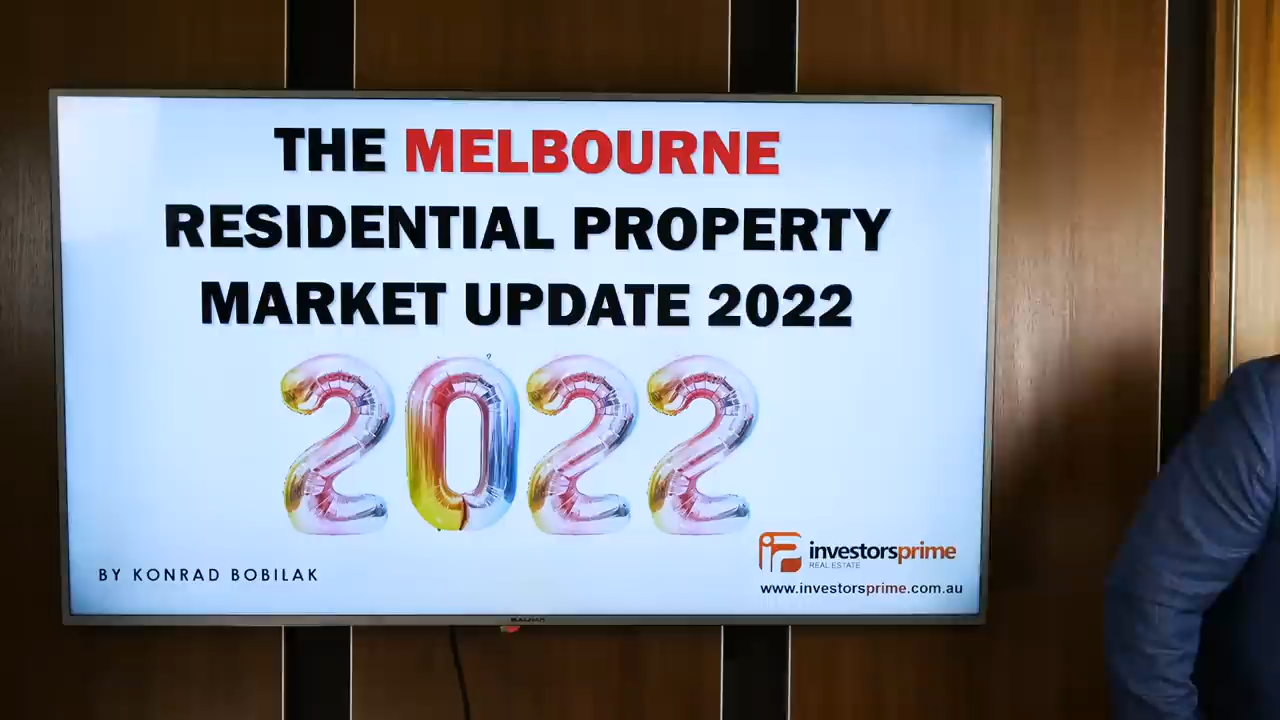 THE MELBOURNE
RESIDENTIAL PROPERTY
MARKET UPDATE 2022
2022
BY KONRAD BOBILAK
investorsprime
REAL ESTATE
www.investorsprime.com.au